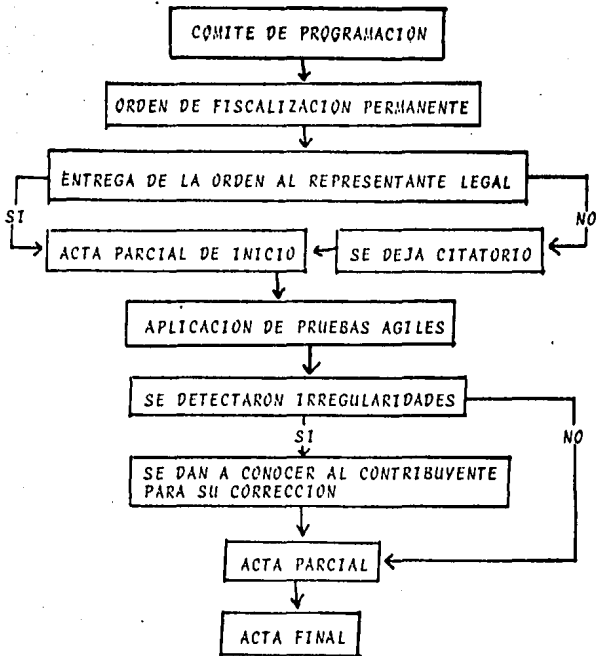 COMITE DE PROGRAMACION
ORDEN DE FISCALIZACION PERMANENTE
ENTREGA DE LA ORDEN AL REPRESENTANTE LEGAL
SI
NO
ACTA PARCIAL DE INICIO
SE DEJA CITATORIO
APLICACION DE PRUEBAS AGILES
SE DETECTARON IRREGULARIDADES
SI
NO
SE DAN A CONOCER AL CONTRIBUYENTE
PARA SU CORRECCION
ACTA PARCIAL
ACTA FINAL